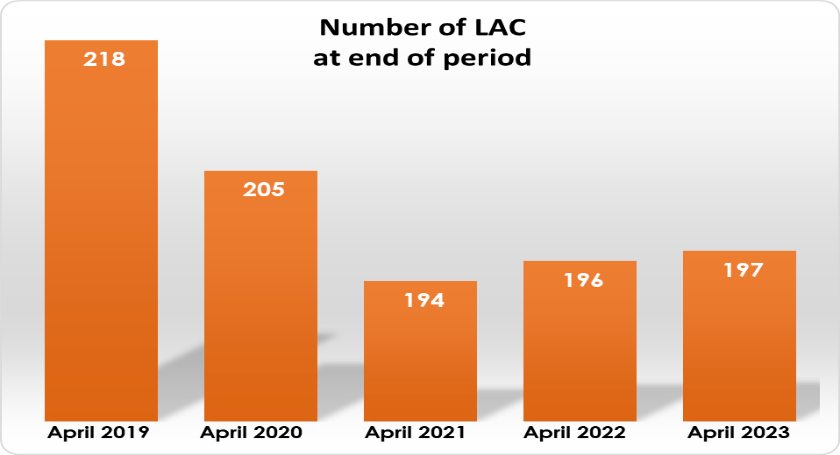 Number of LAC
at end of period
218
205
194
196
197
April 2019
April 2020
April 2021
April 2022
April 2023